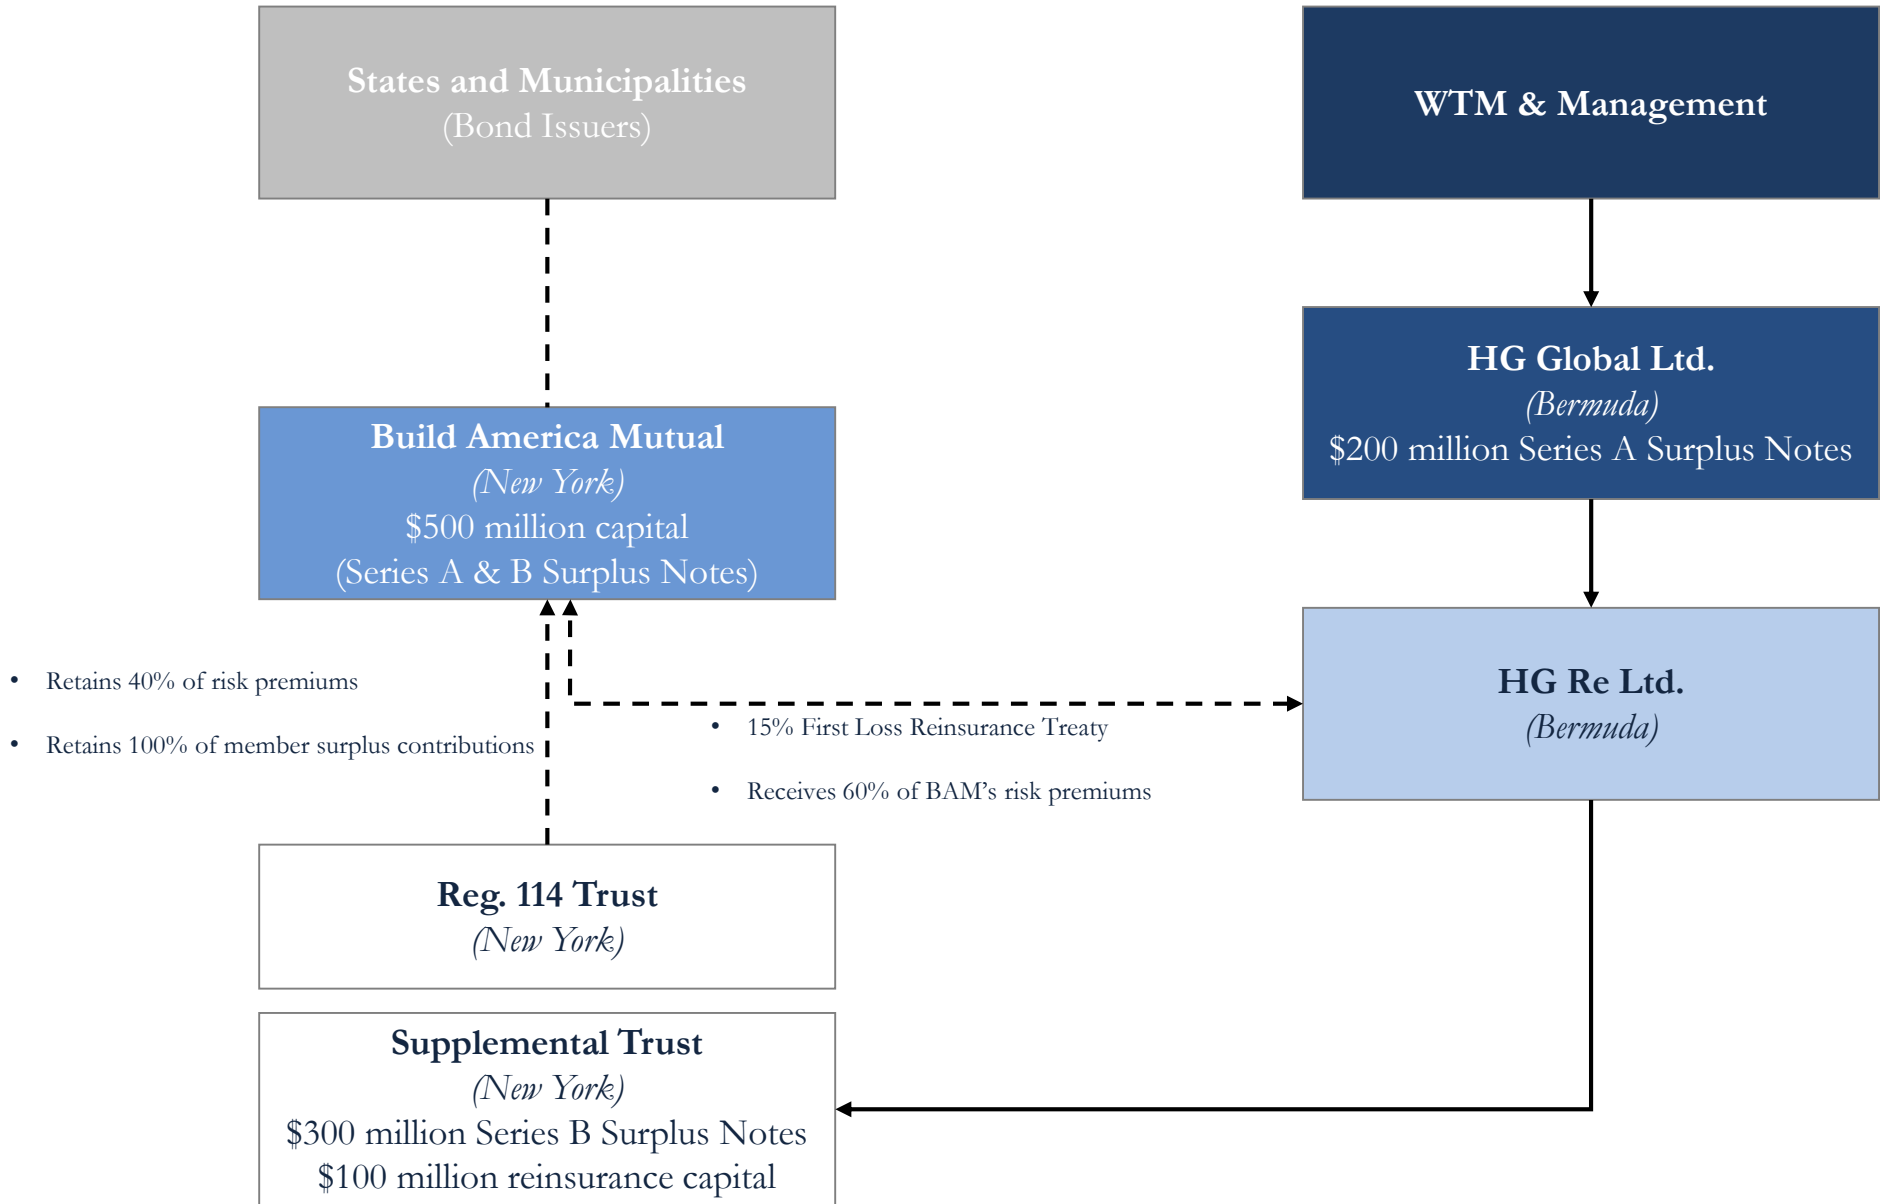 States and Municipalities
(Bond Issuers)
WTM & Management
HG Global Ltd.
(Bermuda)
$200 million Series A Surplus Notes
Build America Mutual
(New York)
$500 million capital
(Series A & B Surplus Notes)
• Retains 40% of risk premiums
• Retains 100% of member surplus contributions
• 15% First Loss Reinsurance Treaty
• Receives 60% of BAM’s risk premiums
HG Re Ltd.
(Bermuda)
Reg. 114 Trust
(New York)
Supplemental Trust
(New York)
$300 million Series B Surplus Notes
$100 million reinsurance capital